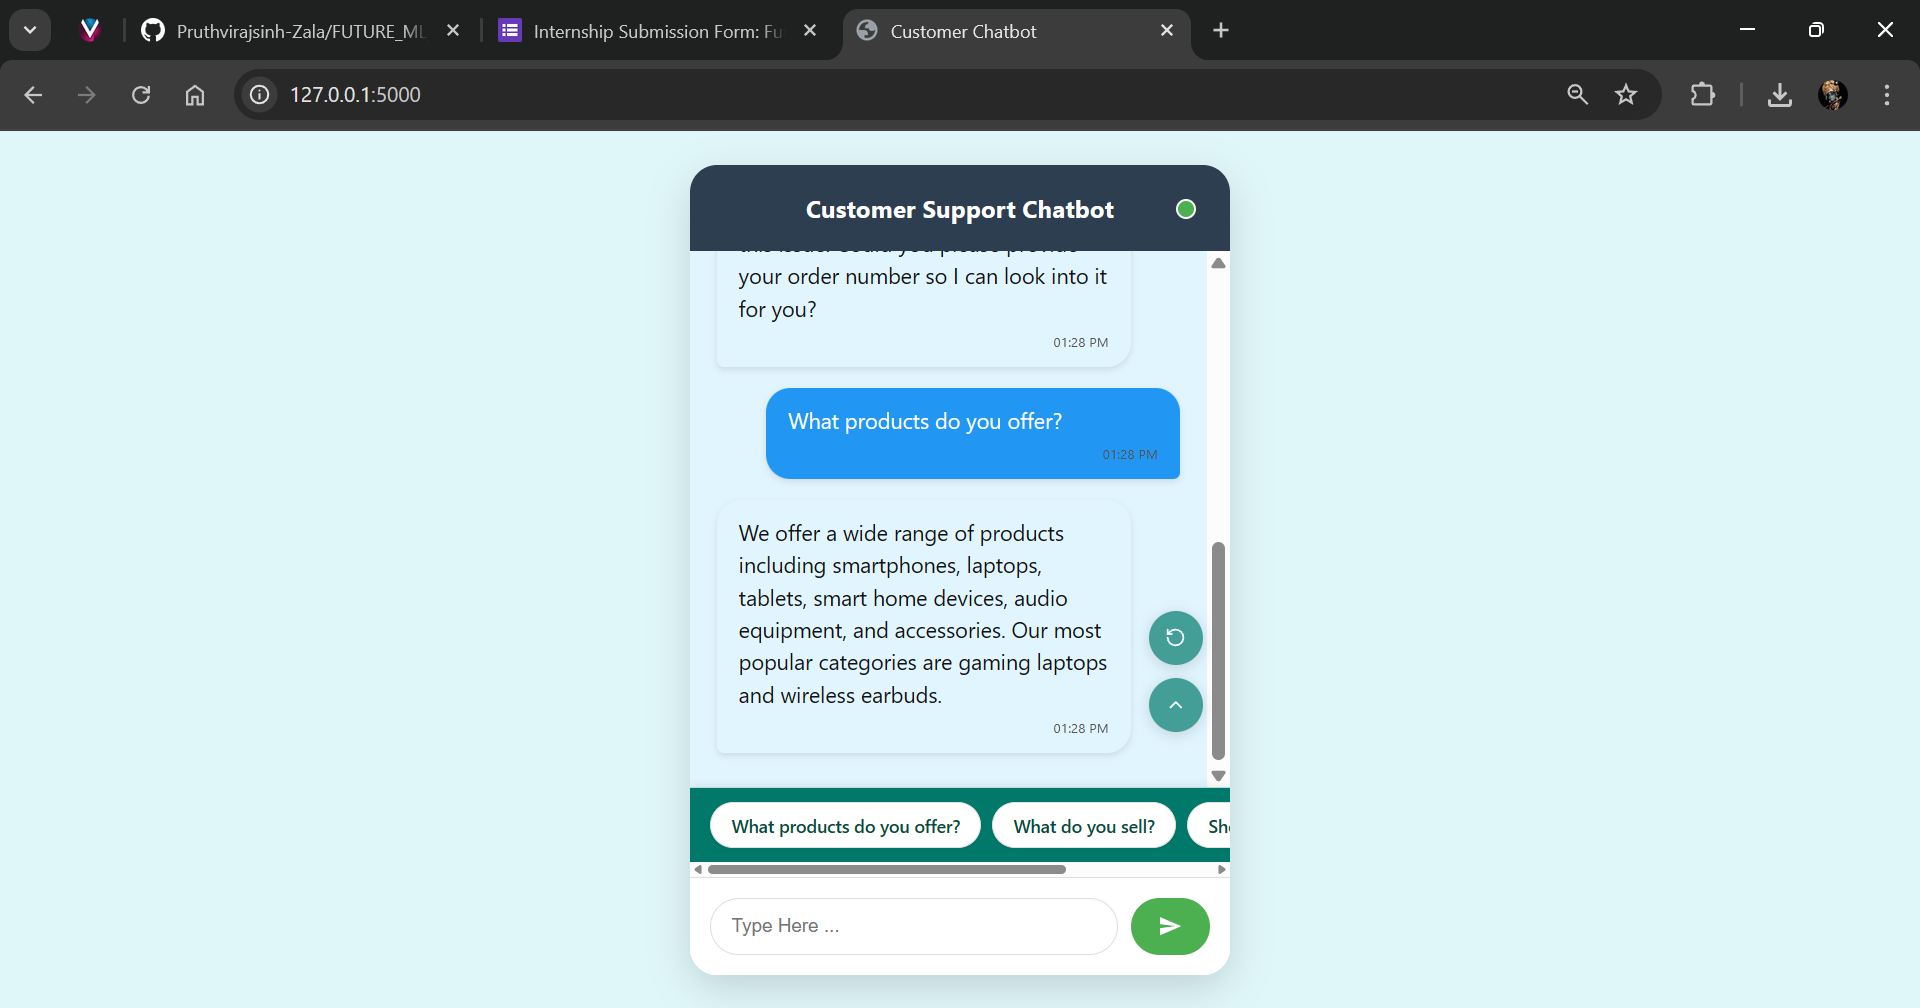 Pruthvirajsinh-Zala/FUTURE_ML
Internship Submission Form: Fu
Customer Chatbot
127.0.0.1:5000
Customer Support Chatbot
your order number so I can look into it
for you?
01:28 PM
What products do you offer?
01:28 PM
We offer a wide range of products
including smartphones, laptops,
tablets, smart home devices, audio
equipment, and accessories. Our most
popular categories are gaming laptops
and wireless earbuds.
01:28 PM
What products do you offer?
What do you sell?
Type Here ...